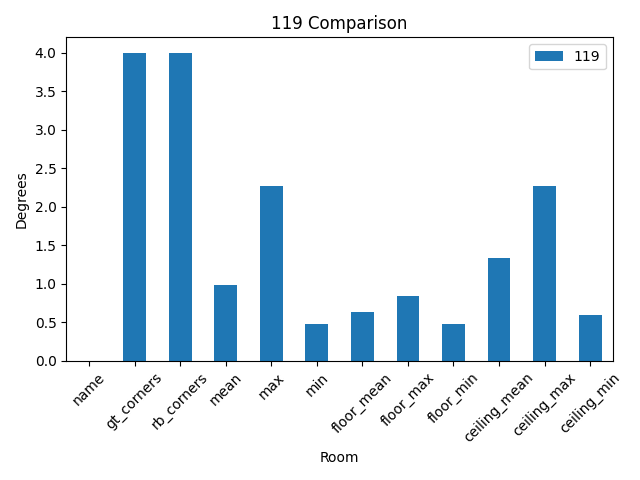 119 Comparison
119
Degrees
4.0
3.5
3.0
2.5
2.0
1.5
1.0
0.5
0.0
name
gt_corners
rb_corners
mean
max
min
floor_mean
floor_max
floor_min
ceiling_mean
ceiling_max
ceiling_min
Room